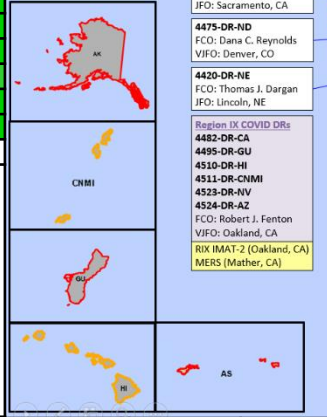 JFO: Sacramento, CA
4475-DR-ND
FCO: Dana C. Reynolds
VJFO: Denver, CO
4420-DR-NE
FCO: Thomas J. Dargan
JFO: Lincoln, NE
Region IX COVID DRs
4482-DR-CA
4495-DR-GU
4510-DR-HI
4511-DR-CNMI
4523-DR-NV
4524-DR-AZ
FCO: Robert J. Fenton
VJFO: Oakland, CA
RIX IMAT-2 (Oakland, CA)
MERS (Mather, CA)
AK
CNMI
GU
HI
AS